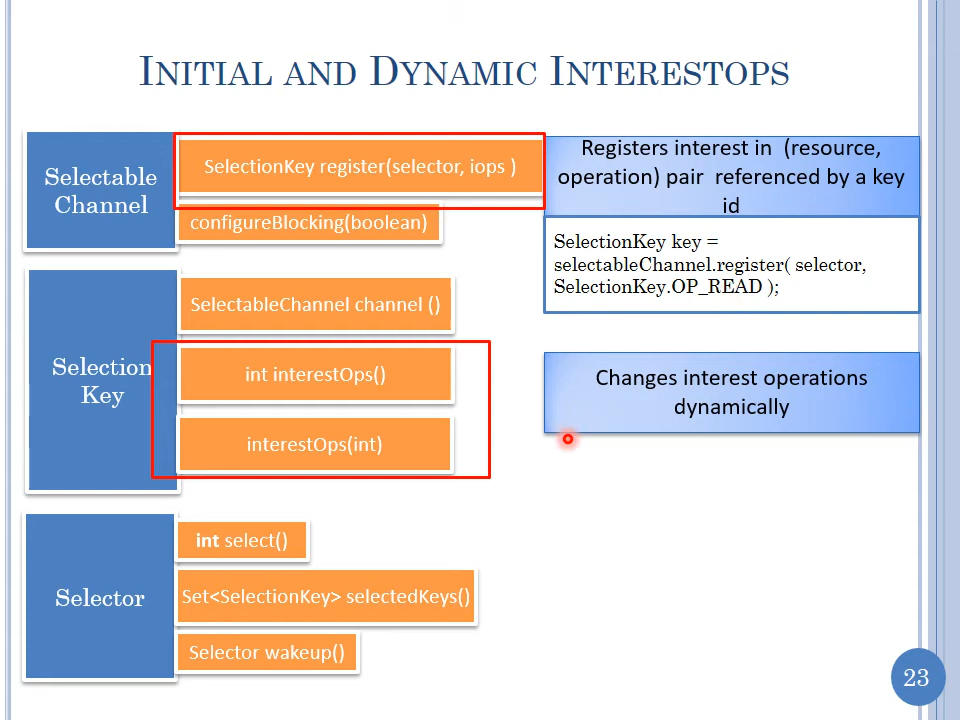 INITIAL AND DYNAMIC INTERESTOPS
Selectable
Channel
SelectionKey register(selector, iops )
configureBlocking(boolean)
Registers interest in (resource,
operation) pair referenced by a key
id
SelectionKey key =
selectableChannel.register( selector,
SelectionKey.OP_READ );
Selection
Key
SelectableChannel channel ()
int interestOps()
interestOps(int)
Changes interest operations
dynamically
Selector
int select()
Set<SelectionKey> selectedKeys()
Selector wakeup()
23